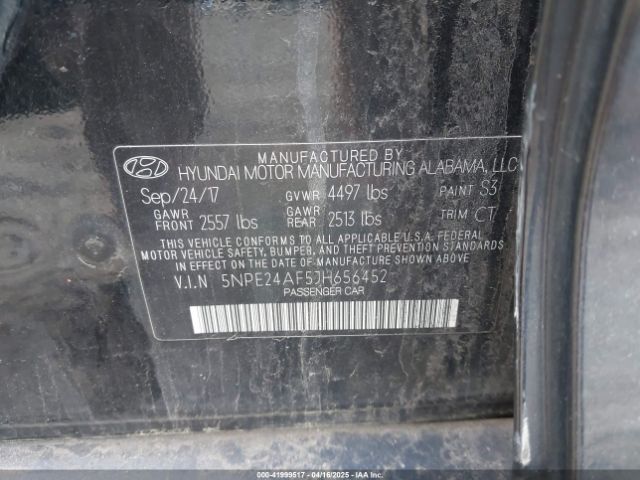 MANUFACTURED BY
HYUNDAI MOTOR MANUFACTURING ALABAMA, LLC
Sep/24/17 GVWR 4497 lbs PAINT S3
GAWR FRONT 2557 lbs GAWR REAR 2513 lbs TRIM CT
THIS VEHICLE CONFORMS TO ALL APPLICABLE U.S.A. FEDERAL
MOTOR VEHICLE SAFETY, BUMPER, AND THEFT PREVENTION STANDARDS
IN EFFECT ON THE DATE OF MANUFACTURE SHOWN ABOVE.
V.I.N 5NPE24AF5JH656452
PASSENGER CAR
000-41999517 - 04/16/2025 - IAAI.COM